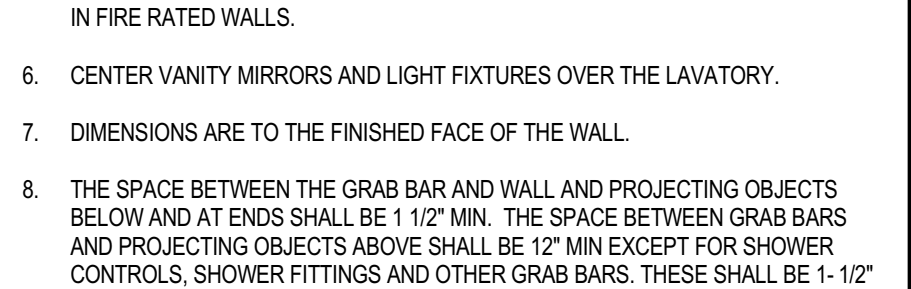 IN FIRE RATED WALLS.
6. CENTER VANITY MIRRORS AND LIGHT FIXTURES OVER THE LAVATORY.
7. DIMENSIONS ARE TO THE FINISHED FACE OF THE WALL.
8. THE SPACE BETWEEN THE GRAB BAR AND WALL AND PROJECTING OBJECTS
BELOW AND AT ENDS SHALL BE 1 1/2" MIN. THE SPACE BETWEEN GRAB BARS
AND PROJECTING OBJECTS ABOVE SHALL BE 12" MIN EXCEPT FOR SHOWER
CONTROLS, SHOWER FITTINGS AND OTHER GRAB BARS. THESE SHALL BE 1- 1/2"